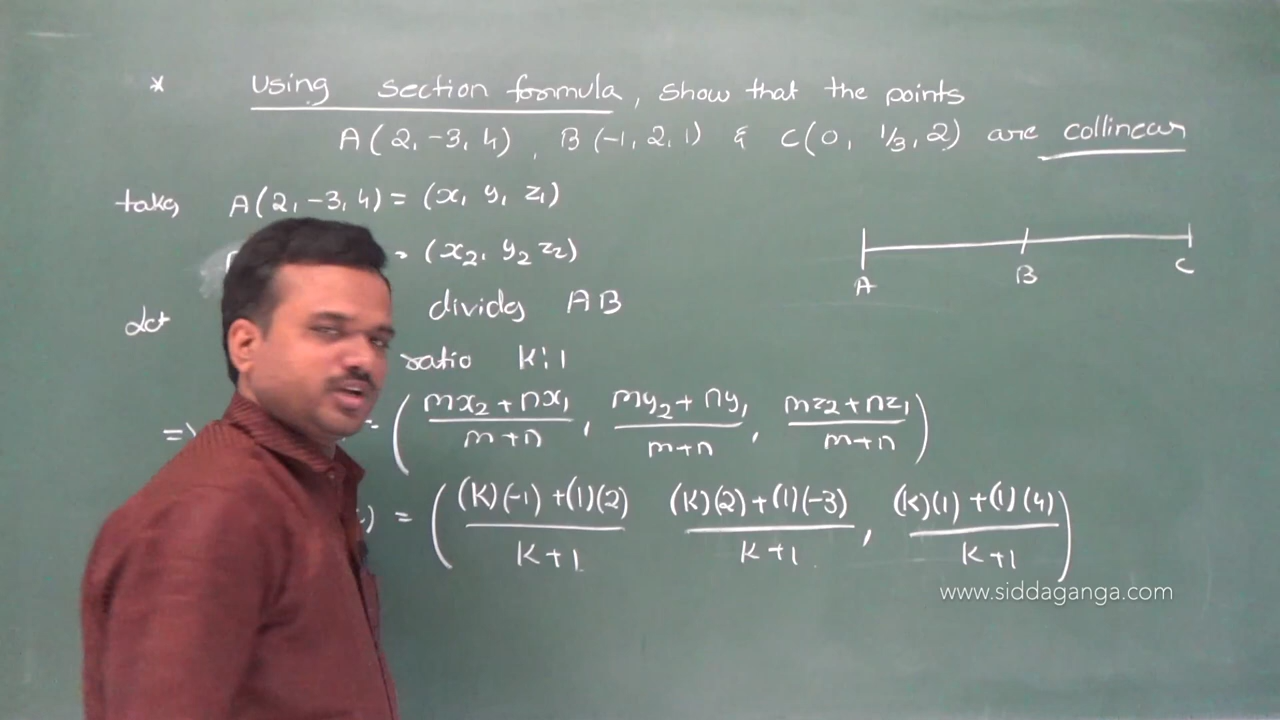 * Using section formula, show that the points
A(2, -3, 4), B(-1, 2, 1) & C(0, 1/3, 2) are collinear
take A(2, -3, 4) = (x₁ y₁ z₁)
= (x₂, y₂ z₂)
A B C
let divides AB
ratio K:1
=> = ( (mx₂ + nx₁)/(m+n), (my₂ + ny₁)/(m+n), (mz₂ + nz₁)/(m+n) )
) = ( ((K)(-1) + (1)(2))/(K+1) ((K)(2) + (1)(-3))/(K+1), ((K)(1) + (1)(4))/(K+1) )
www.siddaganga.com